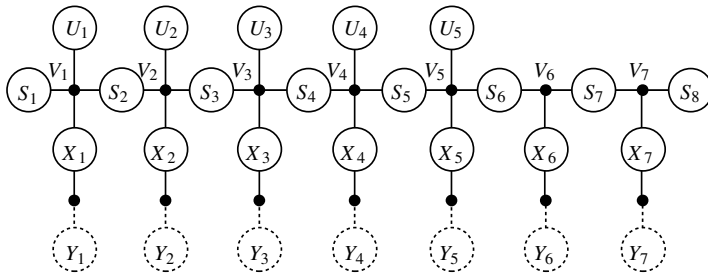 U₁ U₂ U₃ U₄ U₅
V₁ V₂ V₃ V₄ V₅ V₆ V₇
S₁ S₂ S₃ S₄ S₅ S₆ S₇ S₈
X₁ X₂ X₃ X₄ X₅ X₆ X₇
Y₁ Y₂ Y₃ Y₄ Y₅ Y₆ Y₇